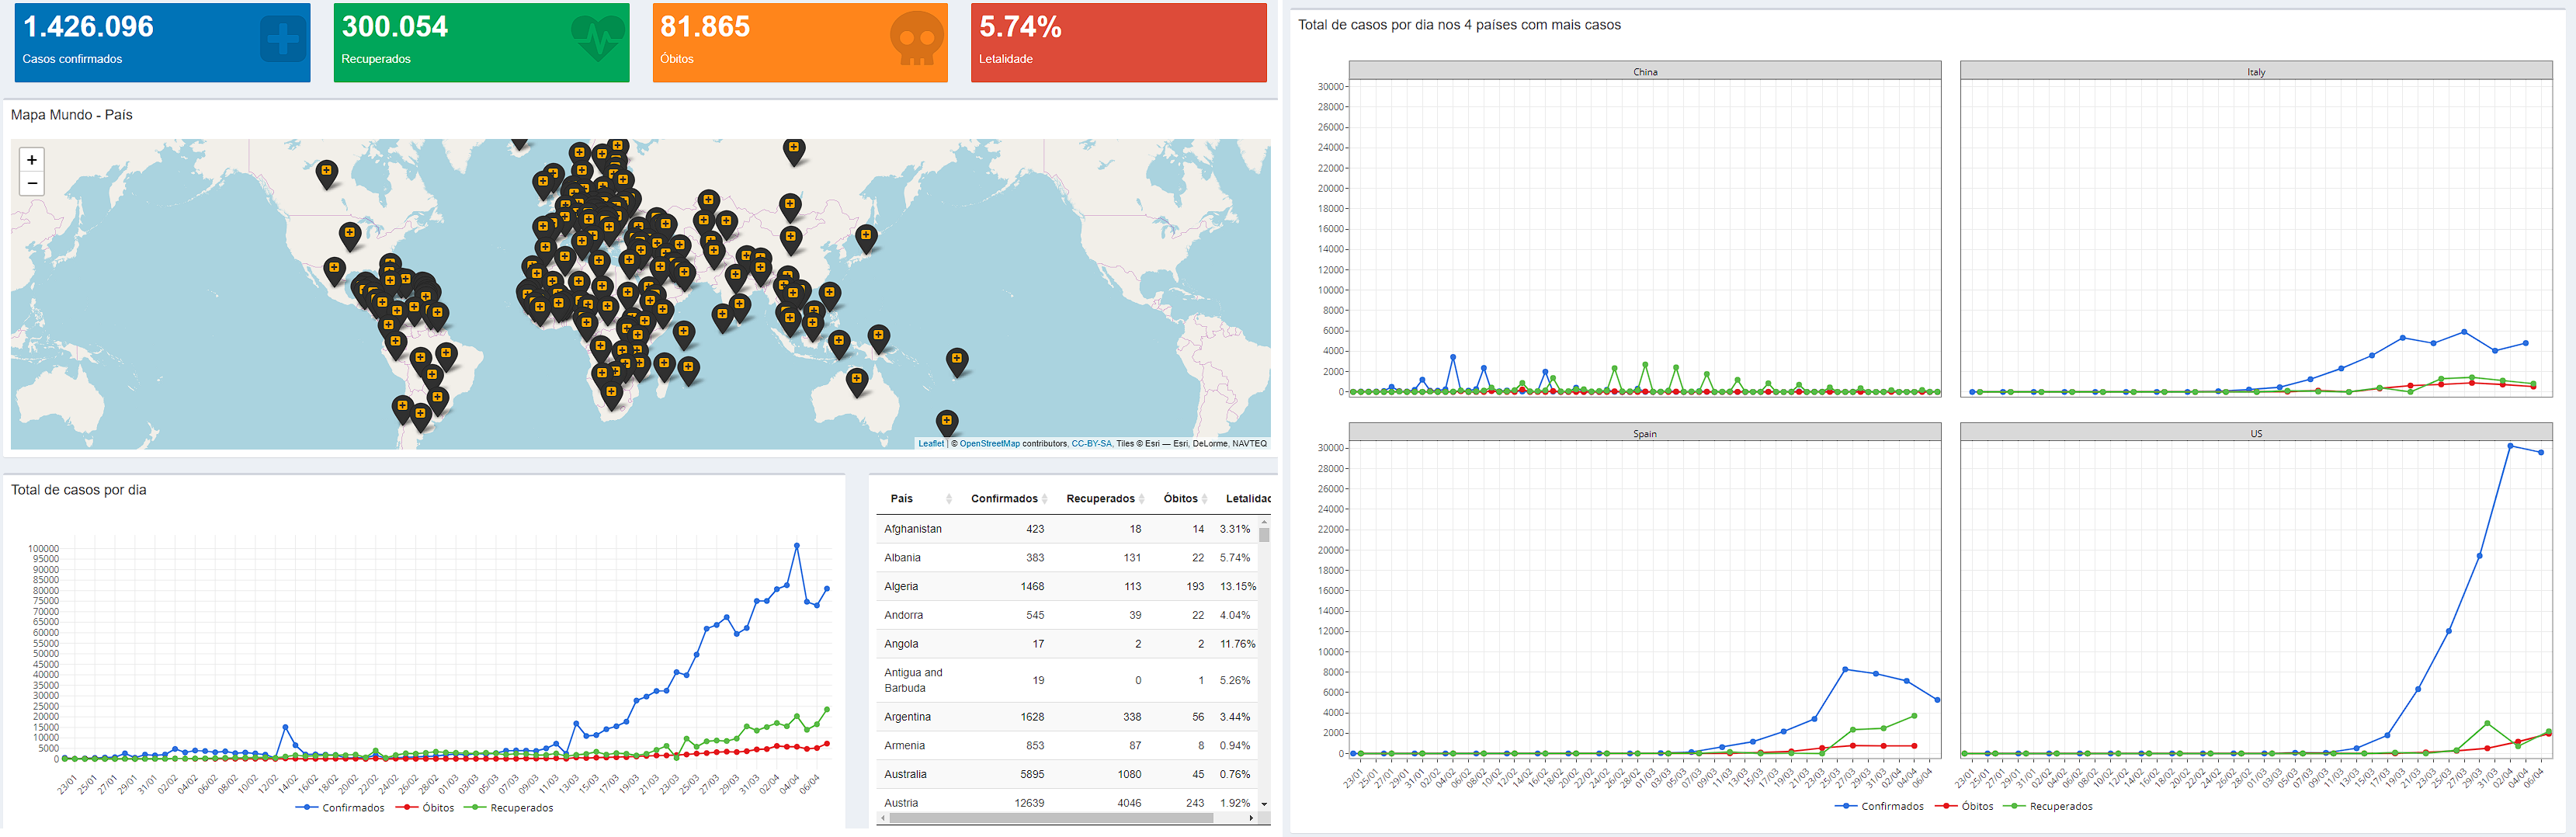 1.426.096
Casos confirmados
300.054
Recuperados
81.865
Óbitos
5.74%
Letalidade
Mapa Mundo - País
+
−
Leaflet | © OpenStreetMap contributors, CC-BY-SA, Tiles © Esri — Esri, DeLorme, NAVTEQ
Total de casos por dia
100000
95000
90000
85000
80000
75000
70000
65000
60000
55000
50000
45000
40000
35000
30000
25000
20000
15000
10000
5000
0
23/01 25/01 27/01 29/01 31/01 02/02 04/02 06/02 08/02 10/02 12/02 14/02 16/02 18/02 20/02 22/02 24/02 26/02 28/02 01/03 03/03 05/03 07/03 09/03 11/03 13/03 15/03 17/03 19/03 21/03 23/03 25/03 27/03 29/03 31/03 02/04 04/04 06/04
Confirmados Óbitos Recuperados
País Confirmados Recuperados Óbitos Letalidad
Afghanistan 423 18 14 3.31%
Albania 383 131 22 5.74%
Algeria 1468 113 193 13.15%
Andorra 545 39 22 4.04%
Angola 17 2 2 11.76%
Antigua and
Barbuda 19 0 1 5.26%
Argentina 1628 338 56 3.44%
Armenia 853 87 8 0.94%
Australia 5895 1080 45 0.76%
Austria 12639 4046 243 1.92%
Total de casos por dia nos 4 países com mais casos
China
Italy
30000
28000
26000
24000
22000
20000
18000
16000
14000
12000
10000
8000
6000
4000
2000
0
Spain
US
30000
28000
26000
24000
22000
20000
18000
16000
14000
12000
10000
8000
6000
4000
2000
0
23/01 25/01 27/01 29/01 31/01 02/02 04/02 06/02 08/02 10/02 12/02 14/02 16/02 18/02 20/02 22/02 24/02 26/02 28/02 01/03 03/03 05/03 07/03 09/03 11/03 13/03 15/03 17/03 19/03 21/03 23/03 25/03 27/03 29/03 31/03 02/04 04/04 06/04
23/01 25/01 27/01 29/01 31/01 02/02 04/02 06/02 08/02 10/02 12/02 14/02 16/02 18/02 20/02 22/02 24/02 26/02 28/02 01/03 03/03 05/03 07/03 09/03 11/03 13/03 15/03 17/03 19/03 21/03 23/03 25/03 27/03 29/03 31/03 02/04 04/04 06/04
Confirmados Óbitos Recuperados